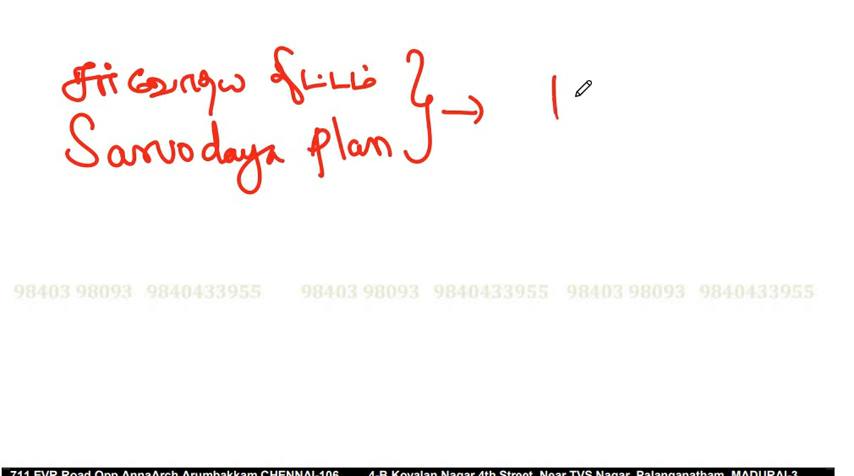 சர்வோதய திட்டம்
Sarvodaya plan } → 1
98403 98093 9840433955 98403 98093 9840433955 98403 98093 9840433955
711 EVR Road Opp AnnaArch Arumbakkam CHENNAI-106 4-B Kovalan Nagar 4th Street, Near TVS Nagar, Palanganatham, MADURAI-3